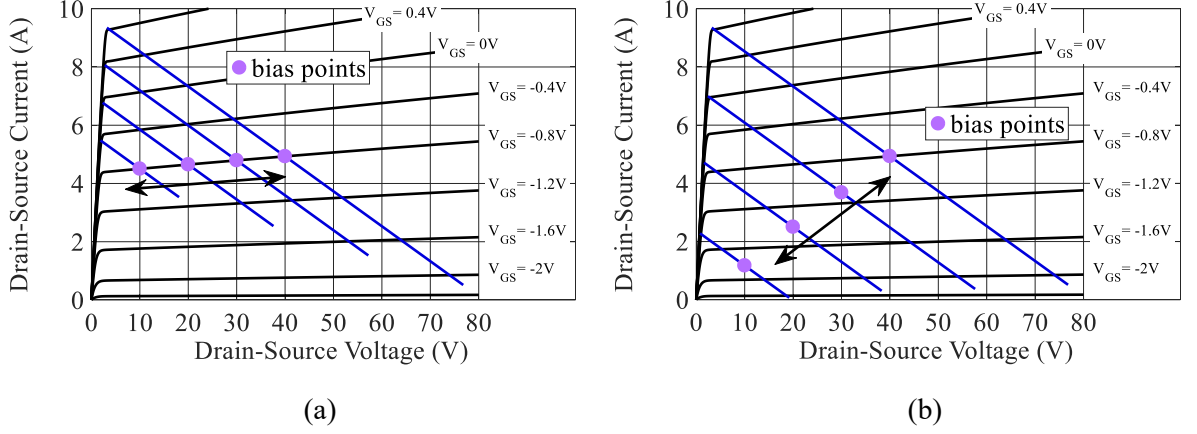 10
8
6
4
2
0
0 10 20 30 40 50 60 70 80
Drain-Source Voltage (V)
Drain-Source Current (A)
V_GS= 0.4V
V_GS= 0V
V_GS= -0.4V
V_GS= -0.8V
V_GS= -1.2V
V_GS= -1.6V
V_GS= -2V
bias points
(a)
10
8
6
4
2
0
0 10 20 30 40 50 60 70 80
Drain-Source Voltage (V)
Drain-Source Current (A)
V_GS= 0.4V
V_GS= 0V
V_GS= -0.4V
V_GS= -0.8V
V_GS= -1.2V
V_GS= -1.6V
V_GS= -2V
bias points
(b)